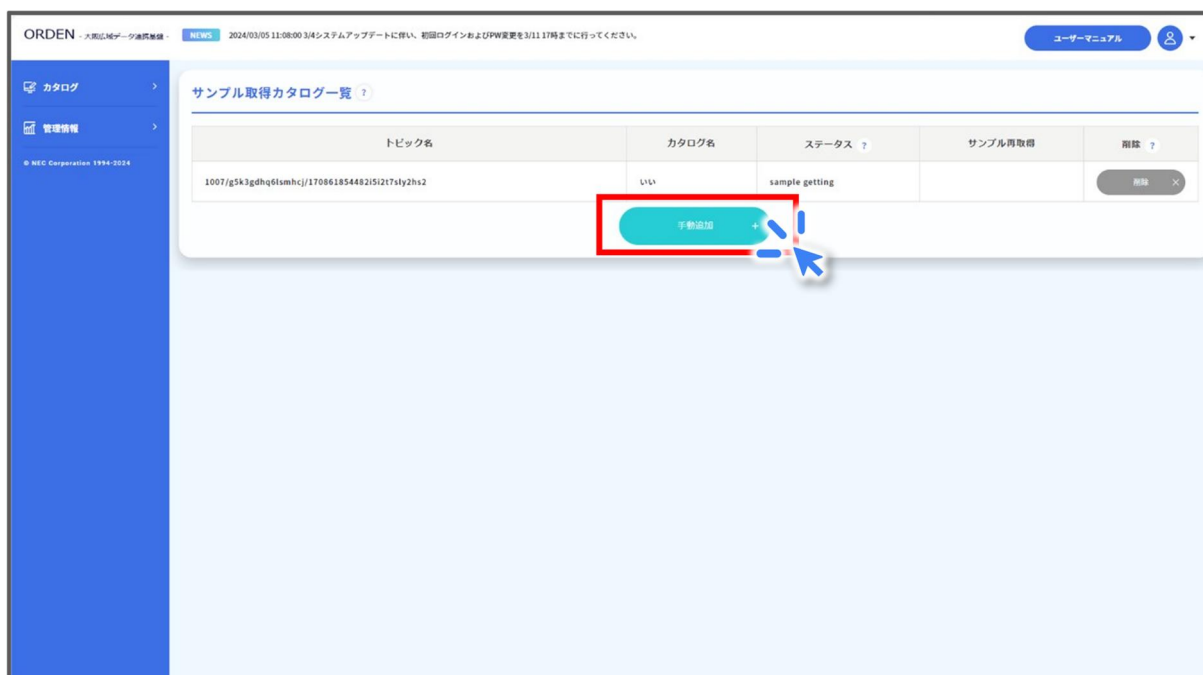 ORDEN - 大阪広域データ連携基盤 -
NEWS 2024/03/05 11:08:00 3/4システムアップデートに伴い、初回ログインおよびPW変更を3/11 17時までに行ってください。
ユーザーマニュアル
カタログ
管理情報
© NEC Corporation 1994-2024
サンプル取得カタログ一覧 ?
トピック名 カタログ名 ステータス ? サンプル再取得 削除 ?
1007/g5k3gdhq6lsmhcj/170861854482i5i2t7sly2hs2 いい sample getting 削除 ×
手動追加 +